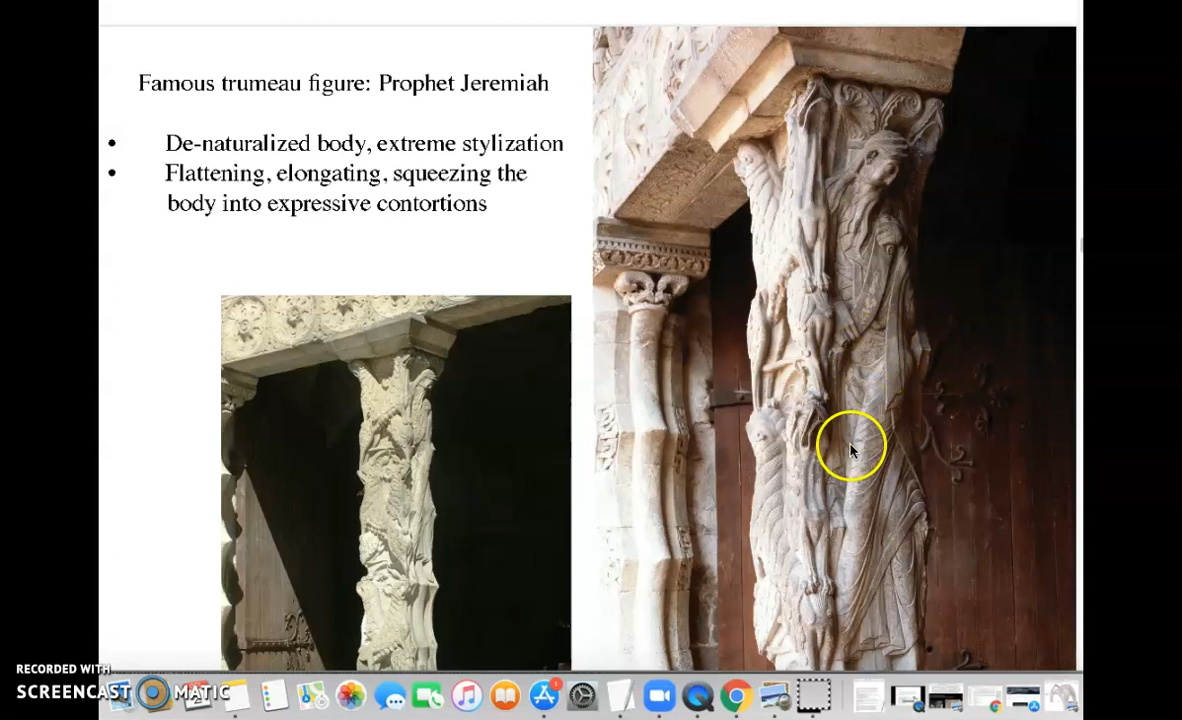 Famous trumeau figure: Prophet Jeremiah
• De-naturalized body, extreme stylization
• Flattening, elongating, squeezing the
body into expressive contortions
RECORDED WITH
SCREENCAST MATIC